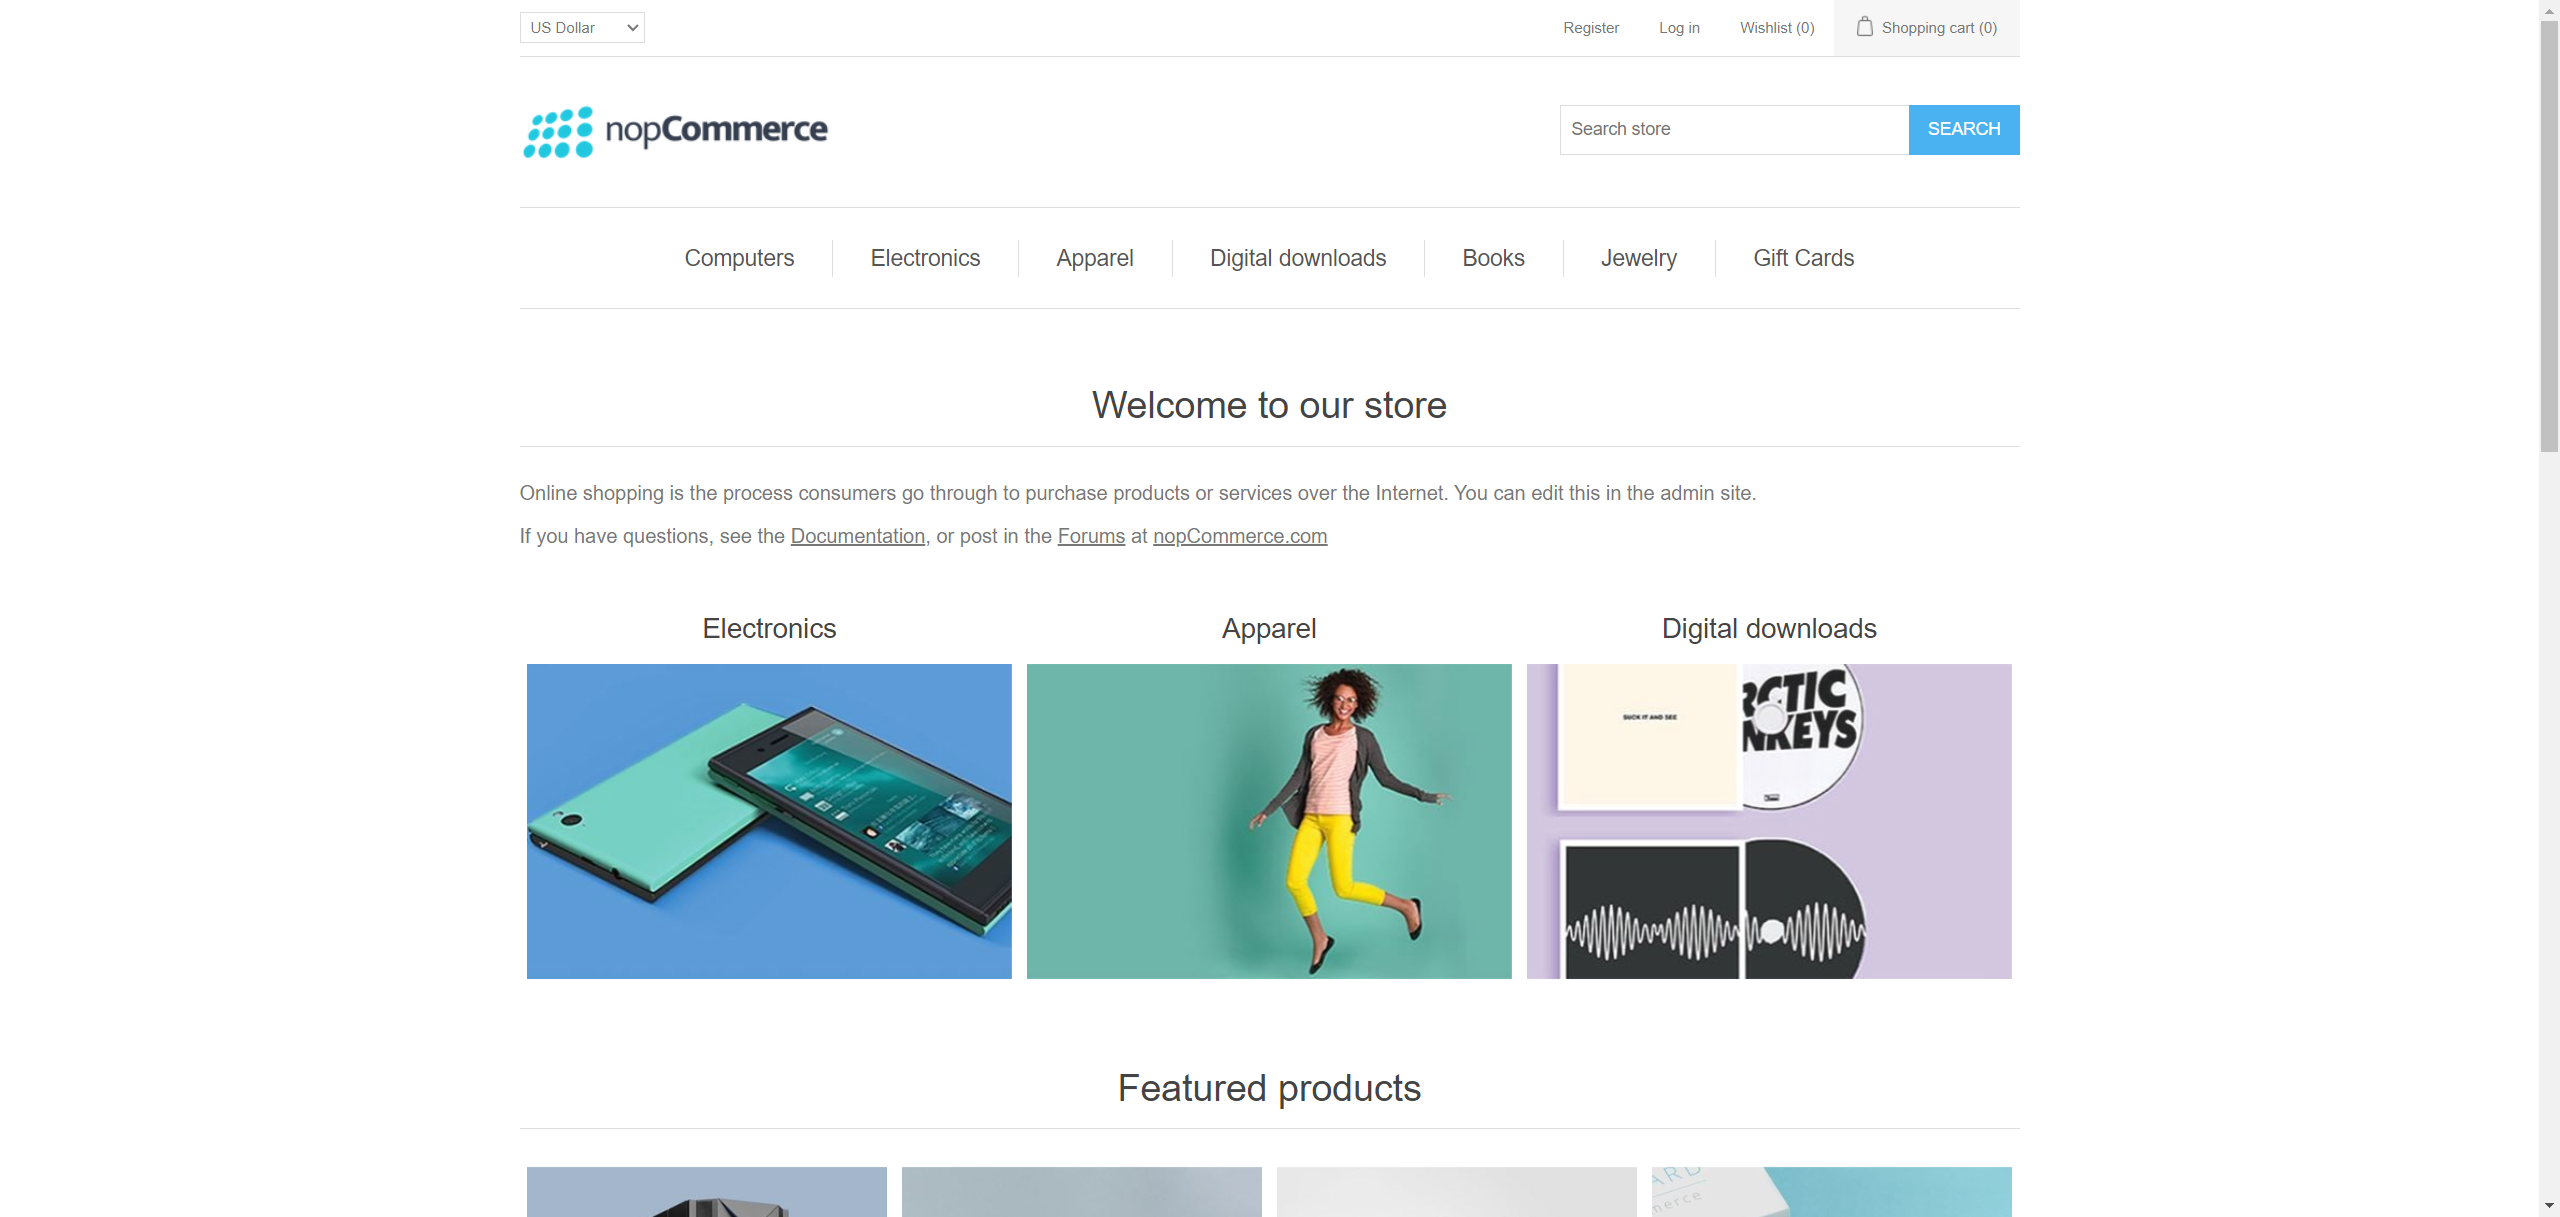 US Dollar
Register
Log in
Wishlist (0)
Shopping cart (0)
nopCommerce
Search store
SEARCH
Computers
Electronics
Apparel
Digital downloads
Books
Jewelry
Gift Cards
Welcome to our store
Online shopping is the process consumers go through to purchase products or services over the Internet. You can edit this in the admin site.
If you have questions, see the Documentation, or post in the Forums at nopCommerce.com
Electronics
Apparel
Digital downloads
SUCK IT AND SEE
RCTIC
NKEYS
Featured products
ARD
merce